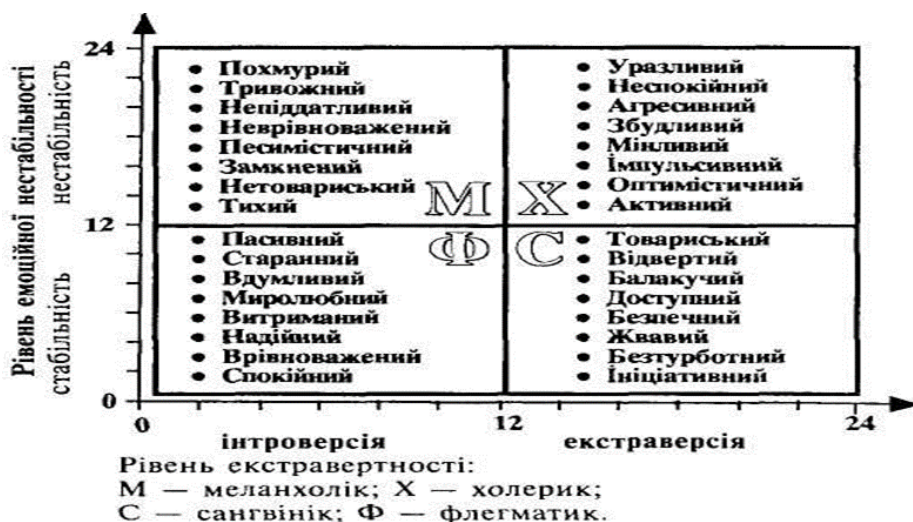 Рівень емоційної нестабільності
стабільність нестабільність
24
12
0
• Похмурий
• Тривожний
• Непіддатливий
• Неврівноважений
• Песимістичний
• Замкнений
• Нетовариський
• Тихий
М
• Уразливий
• Неспокійний
• Агресивний
• Збудливий
• Мінливий
• Імпульсивний
• Оптимістичний
• Активний
Х
• Пасивний
• Старанний
• Вдумливий
• Миролюбний
• Витриманий
• Надійний
• Врівноважений
• Спокійний
Ф
• Товариський
• Відвертий
• Балакучий
• Доступний
• Безпечний
• Жвавий
• Безтурботний
• Ініціативний
С
0 12 24
інтроверсія екстраверсія
Рівень екстравертності:
М — меланхолік; Х — холерик;
С — сангвінік; Ф — флегматик.